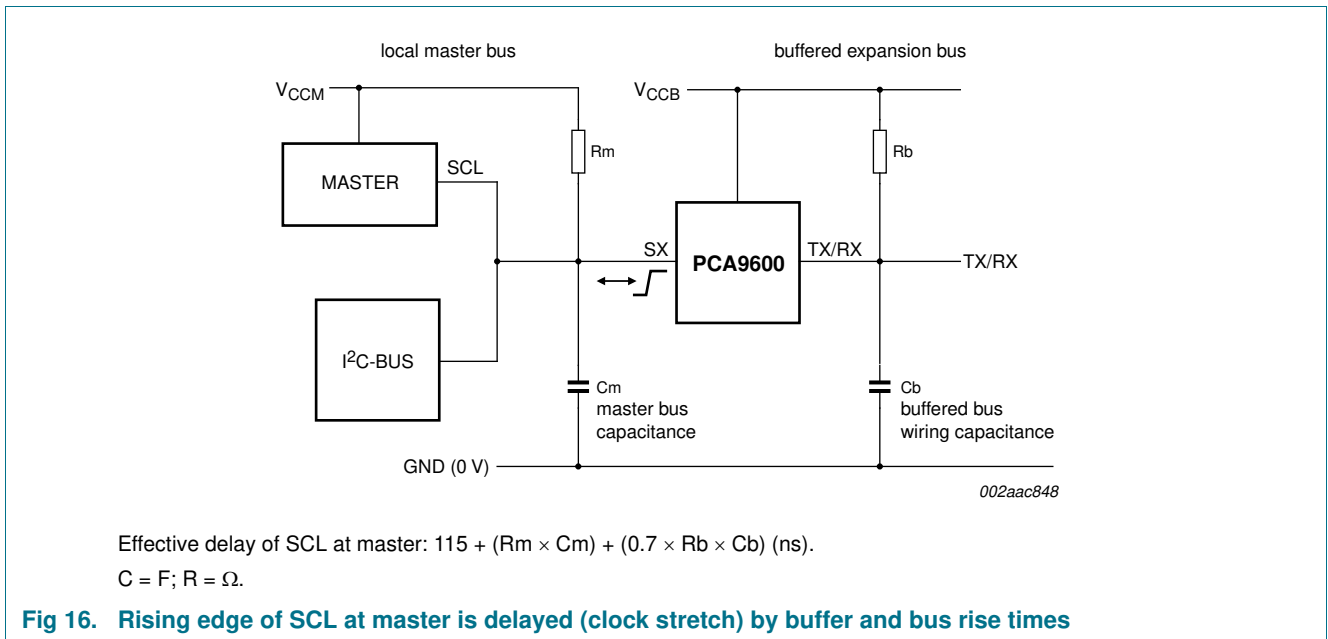 local master bus
buffered expansion bus
VCCM
VCCB
Rm
Rb
MASTER
SCL
SX
PCA9600
TX/RX
TX/RX
I²C-BUS
Cm
master bus
capacitance
Cb
buffered bus
wiring capacitance
GND (0 V)
002aac848
Effective delay of SCL at master: 115 + (Rm × Cm) + (0.7 × Rb × Cb) (ns).
C = F; R = Ω.
Fig 16. Rising edge of SCL at master is delayed (clock stretch) by buffer and bus rise times